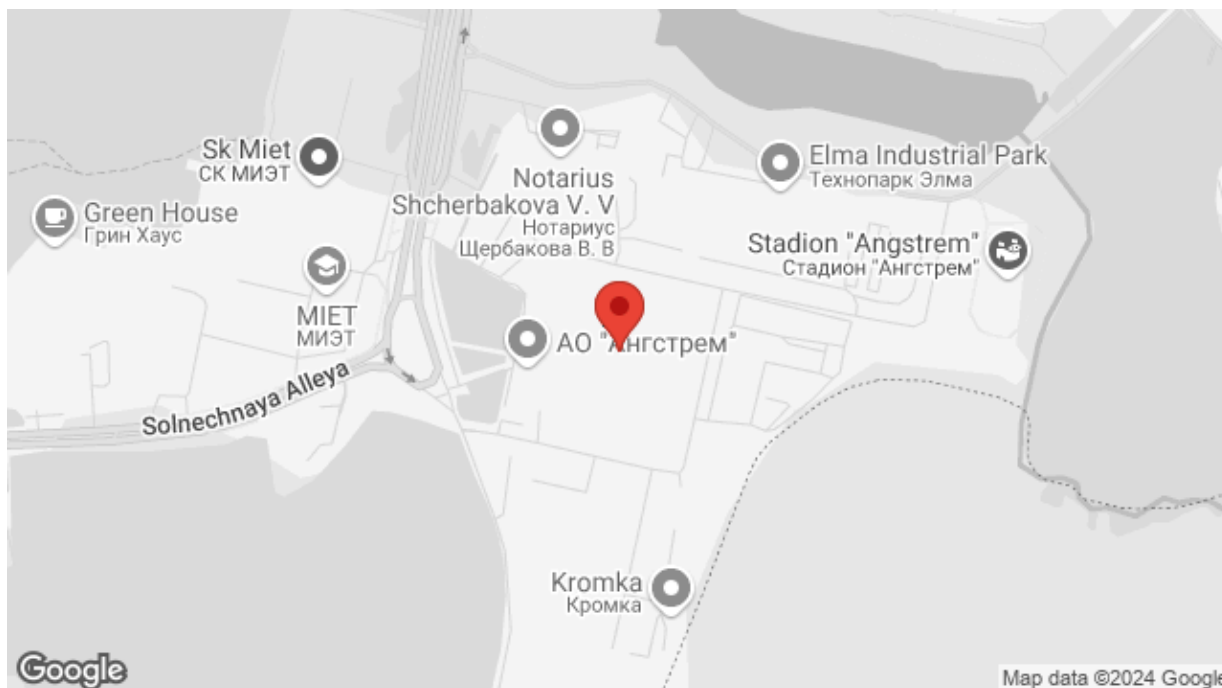 Sk Miet
СК МИЭТ
Green House
Грин Хаус
Notarius
Shcherbakova V. V
Нотариус
Щербакова В. В
Elma Industrial Park
Технопарк Элма
Stadion "Angstrem"
Стадион "Ангстрем"
MIET
МИЭТ
АО "Ангстрем"
Solnechnaya Alleya
Kromka
Кромка
Google
Map data ©2024 Google